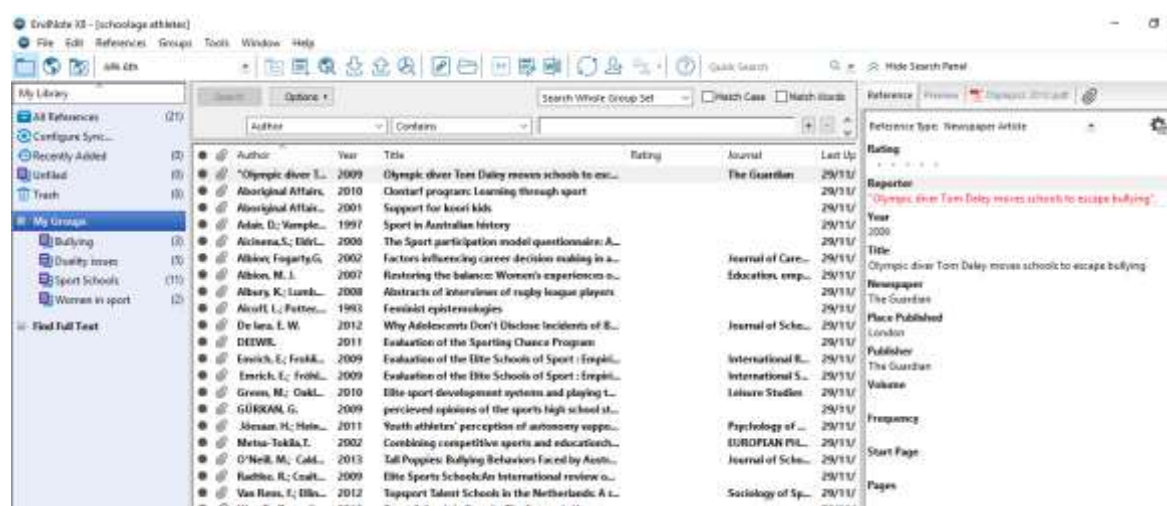 EndNote X8 - [schoolage athletes]
File Edit References Groups Tools Window Help
APA 6th
Quick Search
Hide Search Panel
My Library
All References (21)
Configure Sync...
Recently Added (0)
Unfiled (0)
Trash (0)
My Groups
Bullying (3)
Duality issues (5)
Sport Schools (11)
Women in sport (2)
Find Full Text
Search Options Search Whole Group Set Match Case Match Words
Author Contains
Author Year Title Rating Journal Last Up
"Olympic diver T... 2009 Olympic diver Tom Daley moves schools to esc... The Guardian 29/11/
Aboriginal Affairs, 2010 Clontarf program: Learning through sport 29/11/
Aboriginal Affair... 2001 Support for koori kids 29/11/
Adair, D.; Vample... 1997 Sport in Australian history 29/11/
Aicinena,S.; Eldri... 2006 The Sport participation model questionnaire: A... 29/11/
Albion, Fogarty,G, 2002 Factors influencing career decision making in a... Journal of Care... 29/11/
Albion, M. J. 2007 Restoring the balance: Women's experiences o... Education, emp... 29/11/
Albury, K.; Lumb... 2008 Abstracts of interviews of rugby league players 29/11/
Alcoff, L.; Potter,... 1993 Feminist epistemologies 29/11/
De lara, E. W. 2012 Why Adolescents Don't Disclose Incidents of B... Journal of Scho... 29/11/
DEEWR. 2011 Evaluation of the Sporting Chance Program 29/11/
Emrich, E.; Frohli... 2009 Evaluation of the Elite Schools of Sport : Empiri... International R... 29/11/
Emrich, E.; Fröhl... 2009 Evaluation of the Elite Schools of Sport : Empiri... International S... 29/11/
Green, M.; Oakl... 2010 Elite sport development systems and playing t... Leisure Studies 29/11/
GÜRKAN, G. 2009 percieved opinions of the sports high school st... 29/11/
Jõesaar, H.; Hein... 2011 Youth athletes' perception of autonomy suppo... Psychology of ... 29/11/
Metsa-Tokila,T. 2002 Combining competitive sports and educationch... EUROPEAN PH... 29/11/
O'Neill, M.; Cald... 2013 Tall Poppies: Bullying Behaviors Faced by Austr... Journal of Scho... 29/11/
Radtke, R.; Coalt... 2009 Elite Sports Schools:An International review o... 29/11/
Van Rens, F.; Ellin... 2012 Topsport Talent Schools in the Netherlands: A c... Sociology of Sp... 29/11/
Reference Preview
Reference Type: Newspaper Article
Rating
Reporter
"Olympic diver Tom Daley moves schools to escape bullying",
Year
2009
Title
Olympic diver Tom Daley moves schools to escape bullying
Newspaper
The Guardian
Place Published
London
Publisher
The Guardian
Volume
Frequency
Start Page
Pages